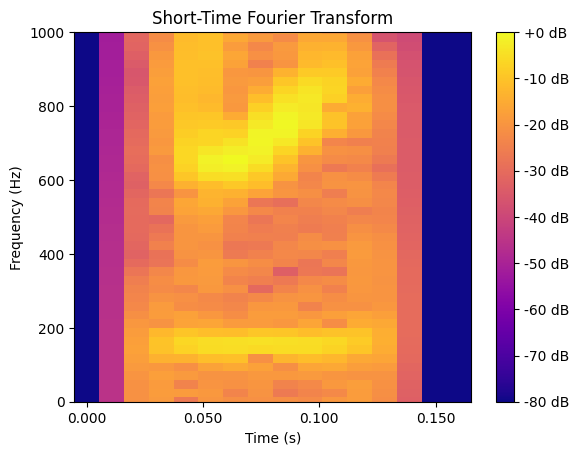 Short-Time Fourier Transform
1000
800
600
400
200
0
Frequency (Hz)
0.000
0.050
0.100
0.150
Time (s)
+0 dB
-10 dB
-20 dB
-30 dB
-40 dB
-50 dB
-60 dB
-70 dB
-80 dB